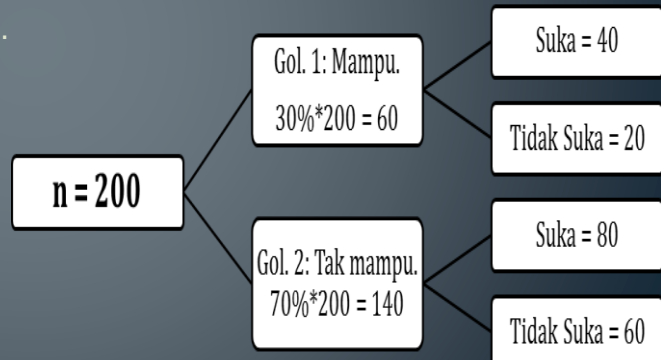 n = 200
Gol. 1: Mampu.
30%*200 = 60
Gol. 2: Tak mampu.
70%*200 = 140
Suka = 40
Tidak Suka = 20
Suka = 80
Tidak Suka = 60